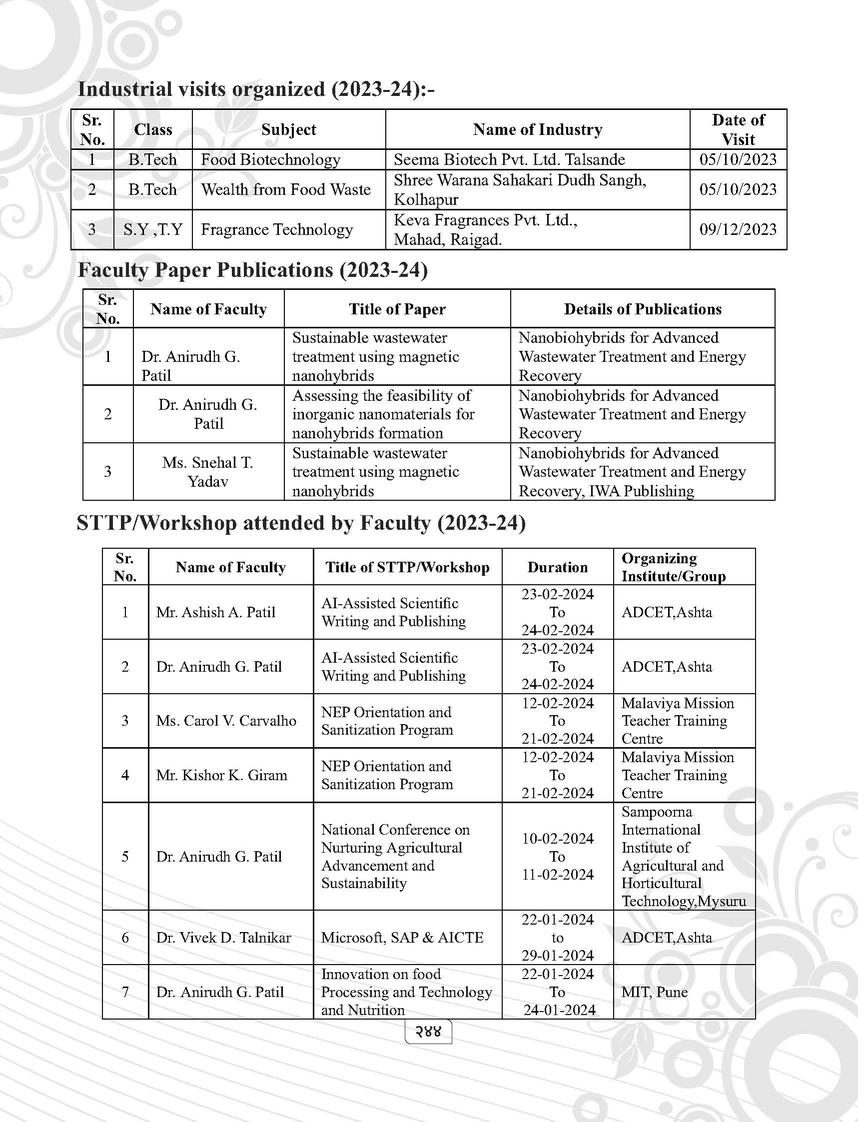 Industrial visits organized (2023-24):-
Sr. No. Class Subject Name of Industry Date of Visit
1 B.Tech Food Biotechnology Seema Biotech Pvt. Ltd. Talsande 05/10/2023
2 B.Tech Wealth from Food Waste Shree Warana Sahakari Dudh Sangh, Kolhapur 05/10/2023
3 S.Y ,T.Y Fragrance Technology Keva Fragrances Pvt. Ltd., Mahad, Raigad. 09/12/2023
Faculty Paper Publications (2023-24)
Sr. No. Name of Faculty Title of Paper Details of Publications
1 Dr. Anirudh G. Patil Sustainable wastewater treatment using magnetic nanohybrids Nanobiohybrids for Advanced Wastewater Treatment and Energy Recovery
2 Dr. Anirudh G. Patil Assessing the feasibility of inorganic nanomaterials for nanohybrids formation Nanobiohybrids for Advanced Wastewater Treatment and Energy Recovery
3 Ms. Snehal T. Yadav Sustainable wastewater treatment using magnetic nanohybrids Nanobiohybrids for Advanced Wastewater Treatment and Energy Recovery, IWA Publishing
STTP/Workshop attended by Faculty (2023-24)
Sr. No. Name of Faculty Title of STTP/Workshop Duration Organizing Institute/Group
1 Mr. Ashish A. Patil AI-Assisted Scientific Writing and Publishing 23-02-2024 To 24-02-2024 ADCET,Ashta
2 Dr. Anirudh G. Patil AI-Assisted Scientific Writing and Publishing 23-02-2024 To 24-02-2024 ADCET,Ashta
3 Ms. Carol V. Carvalho NEP Orientation and Sanitization Program 12-02-2024 To 21-02-2024 Malaviya Mission Teacher Training Centre
4 Mr. Kishor K. Giram NEP Orientation and Sanitization Program 12-02-2024 To 21-02-2024 Malaviya Mission Teacher Training Centre
5 Dr. Anirudh G. Patil National Conference on Nurturing Agricultural Advancement and Sustainability 10-02-2024 To 11-02-2024 Sampoorna International Institute of Agricultural and Horticultural Technology,Mysuru
6 Dr. Vivek D. Talnikar Microsoft, SAP & AICTE 22-01-2024 to 29-01-2024 ADCET,Ashta
7 Dr. Anirudh G. Patil Innovation on food Processing and Technology and Nutrition 22-01-2024 To 24-01-2024 MIT, Pune
२४४